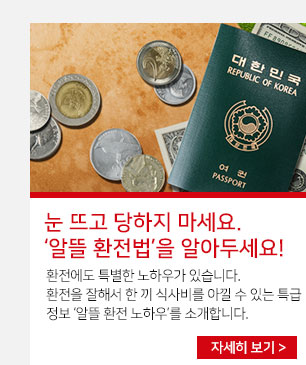 대한민국
REPUBLIC OF KOREA
여권
PASSPORT
눈 뜨고 당하지 마세요.
‘알뜰 환전법’을 알아두세요!
환전에도 특별한 노하우가 있습니다.
환전을 잘해서 한 끼 식사비를 아낄 수 있는 특급
정보 ‘알뜰 환전 노하우’를 소개합니다.
자세히 보기 >